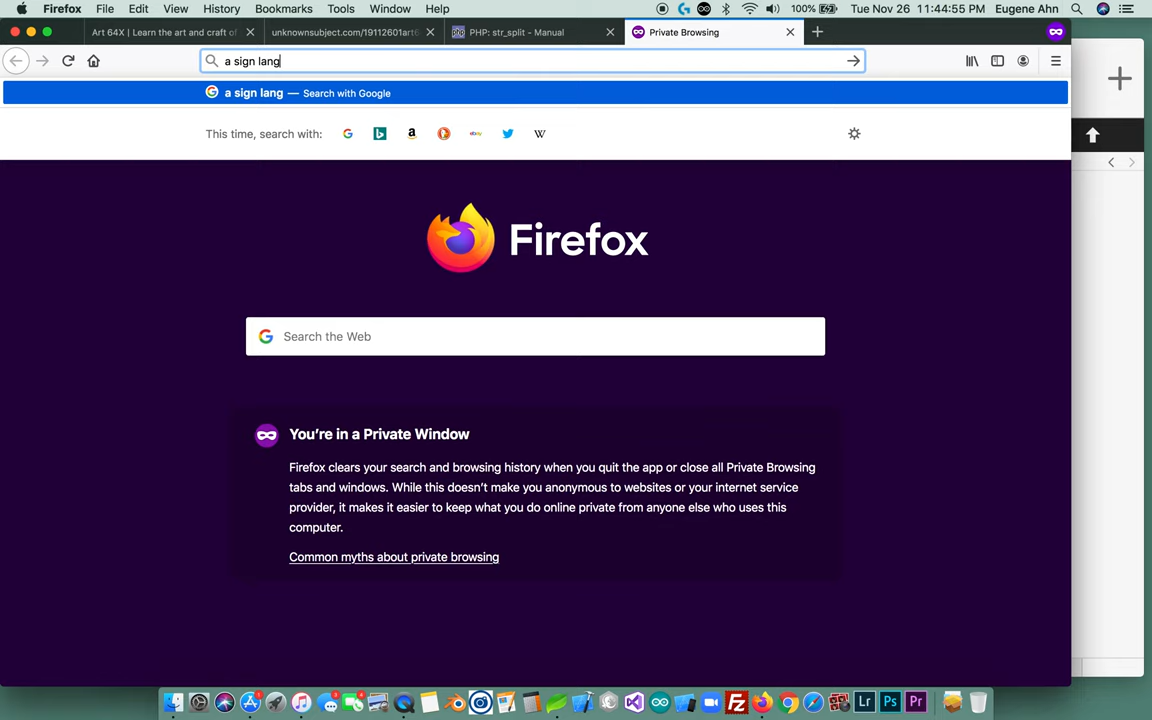 Firefox File Edit View History Bookmarks Tools Window Help 100% Tue Nov 26 11:44:55 PM Eugene Ahn
Art 64X | Learn the art and craft of
unknownsubject.com/19112601art6
php PHP: str_split - Manual
Private Browsing
a sign lang
a sign lang — Search with Google
This time, search with:
Firefox
Search the Web
You're in a Private Window
Firefox clears your search and browsing history when you quit the app or close all Private Browsing
tabs and windows. While this doesn't make you anonymous to websites or your internet service
provider, it makes it easier to keep what you do online private from anyone else who uses this
computer.
Common myths about private browsing
Lr Ps Pr